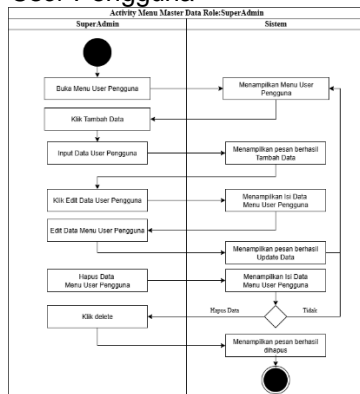 User Pengguna
Activity Menu Master Data Role:SuperAdmin
SuperAdmin
Sistem
Buka Menu User Pengguna
Menampilkan Menu User
Pengguna
Klik Tambah Data
Input Data User Pengguna
Menampilkan pesan berhasil
Tambah Data
Klik Edit Data User Pengguna
Menampilkan Isi Data
Menu User Pengguna
Edit Data Menu User Pengguna
Menampilkan pesan berhasil
Update Data
Hapus Data
Menu User Pengguna
Menampilkan Isi Data
Menu User Pengguna
Hapus Data
Tidak
Klik delete
Menampilkan pesan berhasil
dihapus